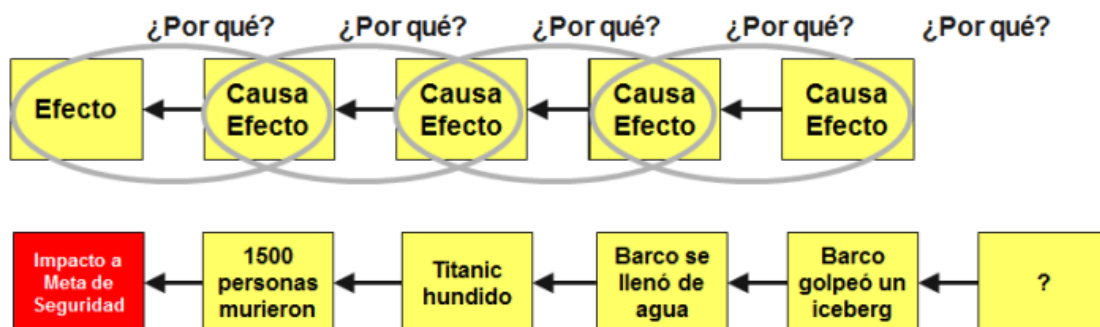 ¿Por qué? ¿Por qué? ¿Por qué? ¿Por qué? ¿Por qué?
Efecto
Causa
Efecto
Causa
Efecto
Causa
Efecto
Causa
Efecto
Impacto a
Meta de
Seguridad
1500
personas
murieron
Titanic
hundido
Barco se
llenó de
agua
Barco
golpeó un
iceberg
?